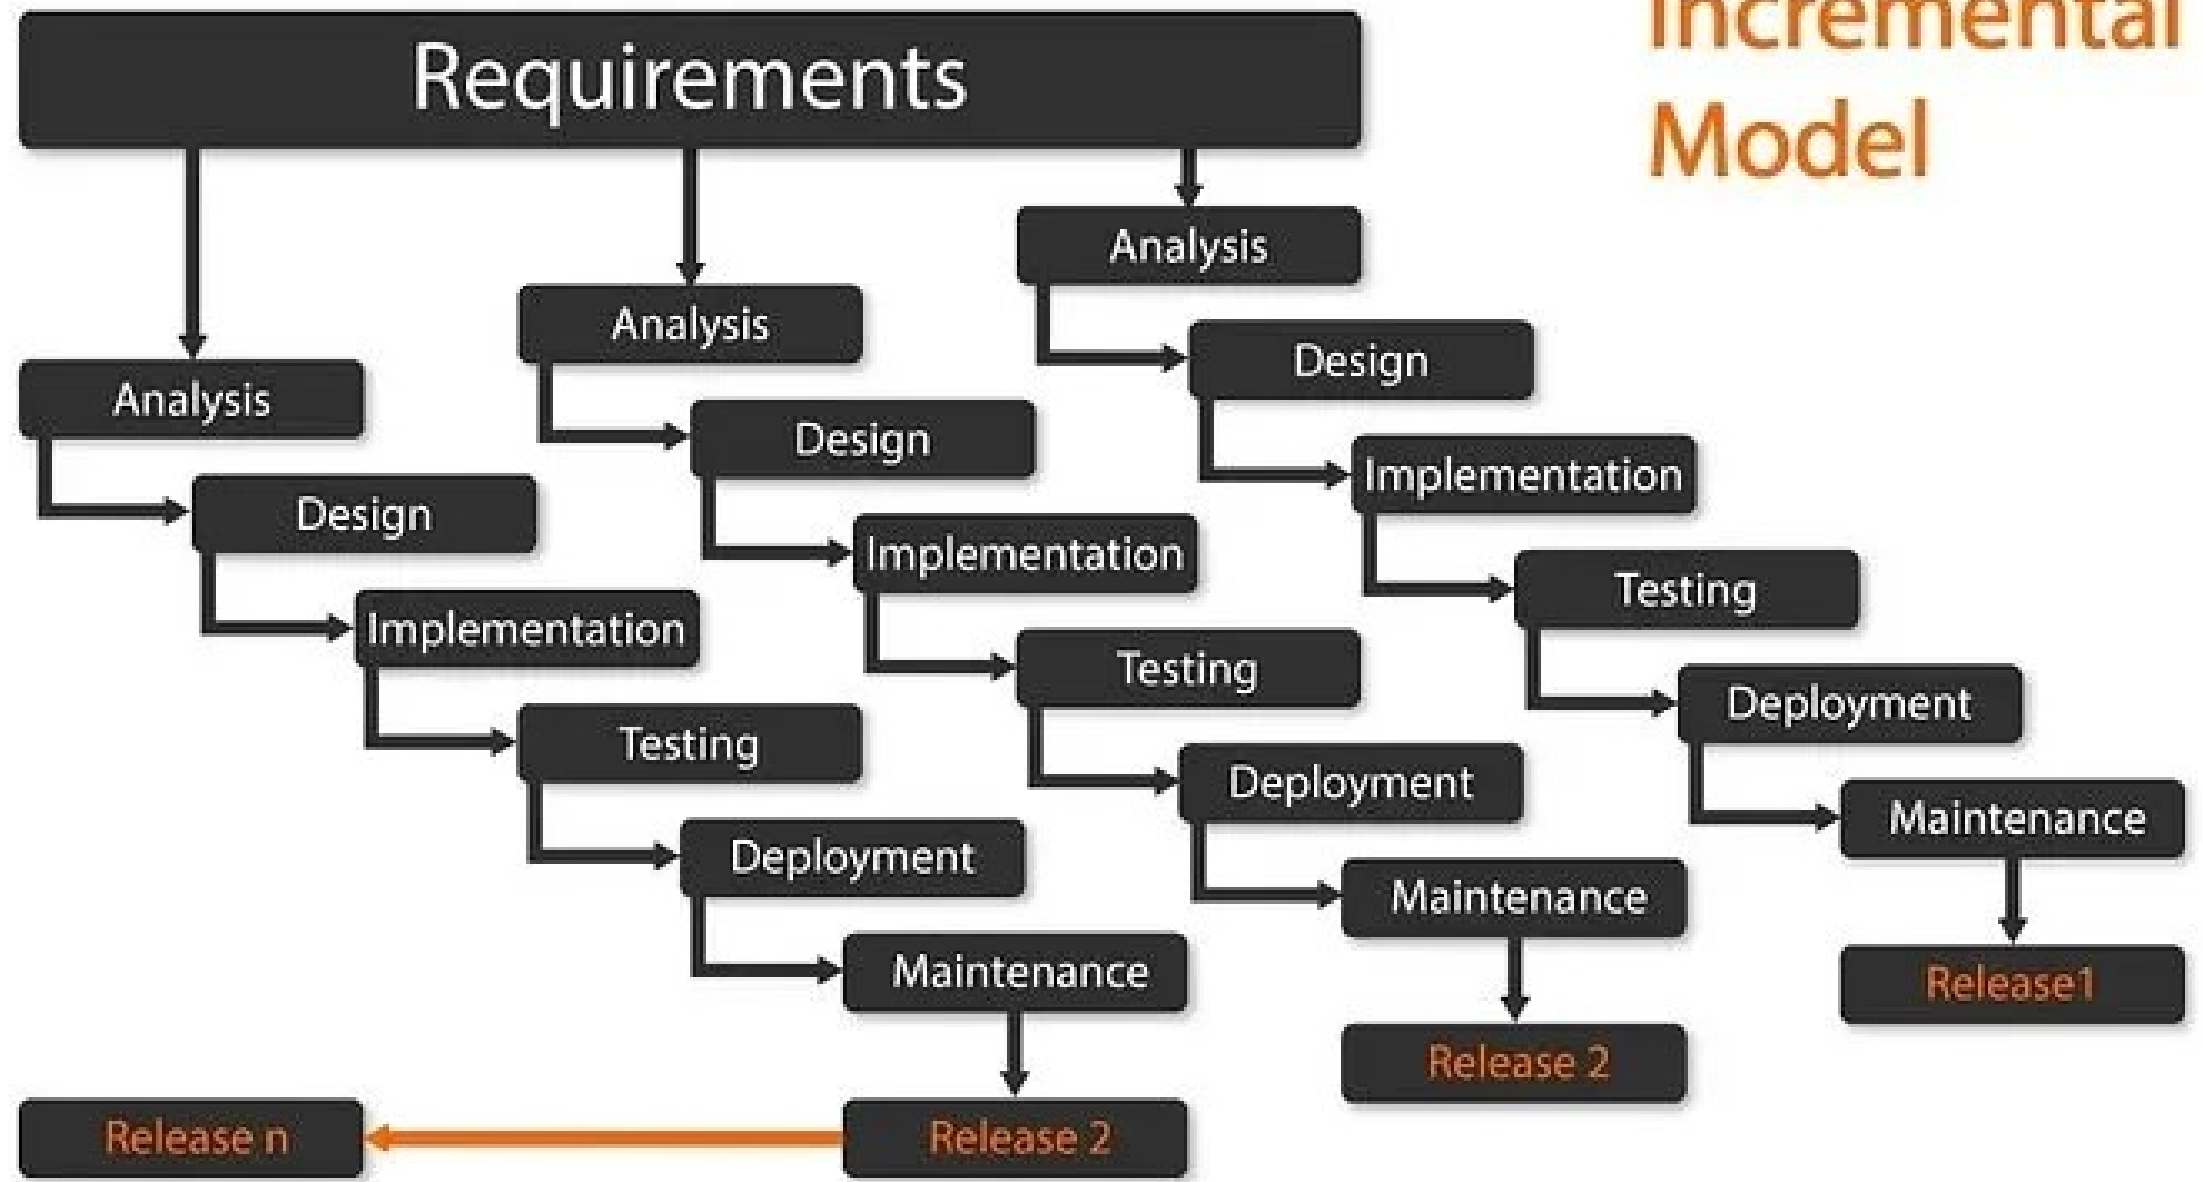 Incremental
Model
Requirements
Analysis
Design
Implementation
Testing
Deployment
Maintenance
Release 2
Release n
Analysis
Design
Implementation
Testing
Deployment
Maintenance
Release 2
Analysis
Design
Implementation
Testing
Deployment
Maintenance
Release1